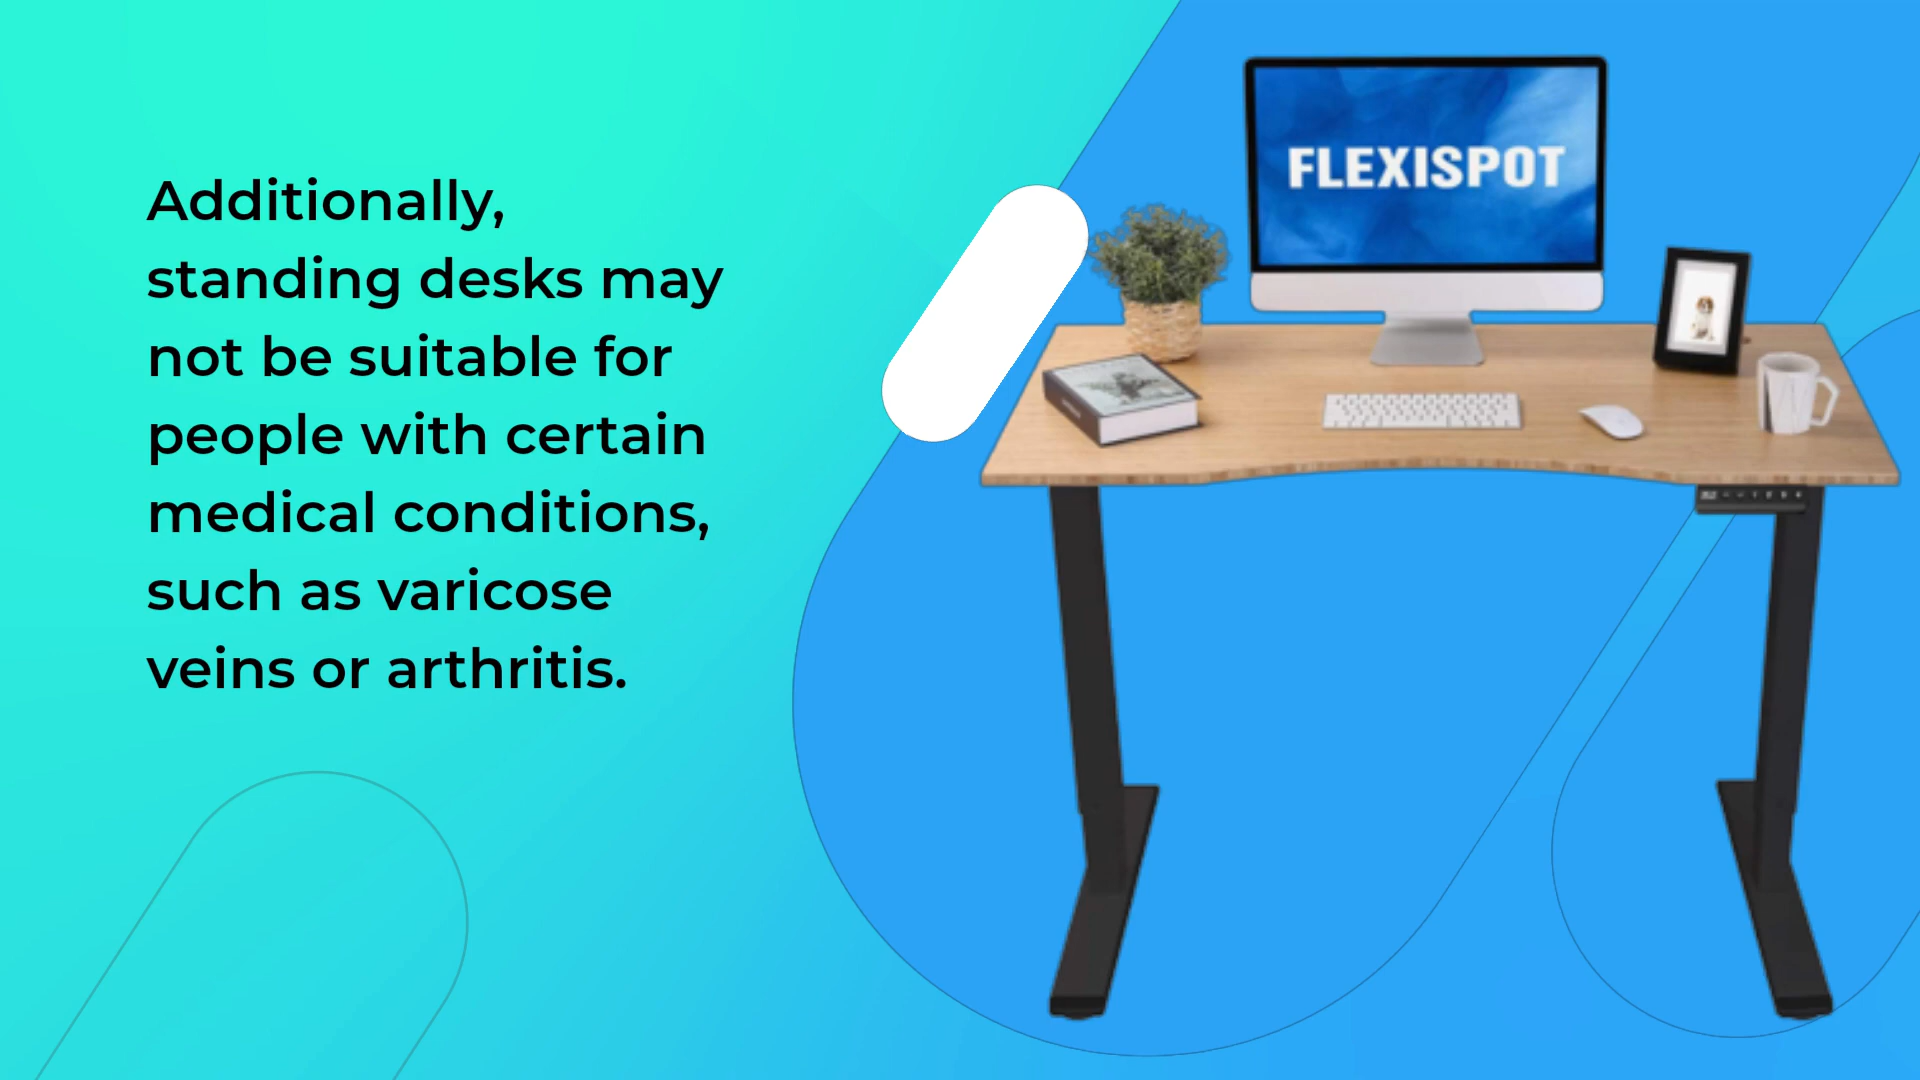 Additionally,
standing desks may
not be suitable for
people with certain
medical conditions,
such as varicose
veins or arthritis.
FLEXISPOT